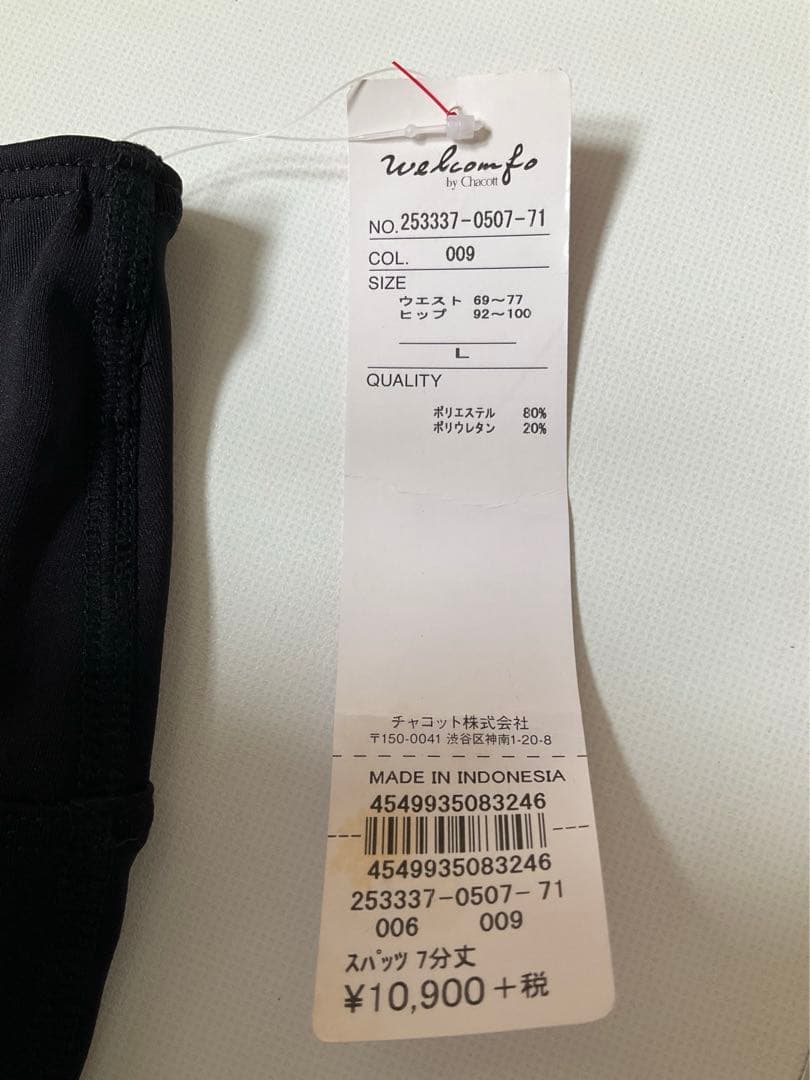 welcomfo
by Chacott
NO. 253337-0507-71
COL. 009
SIZE
ウエスト 69～77
ヒップ 92～100
L
QUALITY
ポリエステル 80%
ポリウレタン 20%
チャコット株式会社
〒150-0041 渋谷区神南1-20-8
MADE IN INDONESIA
4549935083246
4549935083246
253337-0507-71
006 009
スパッツ 7分丈
¥10,900+税